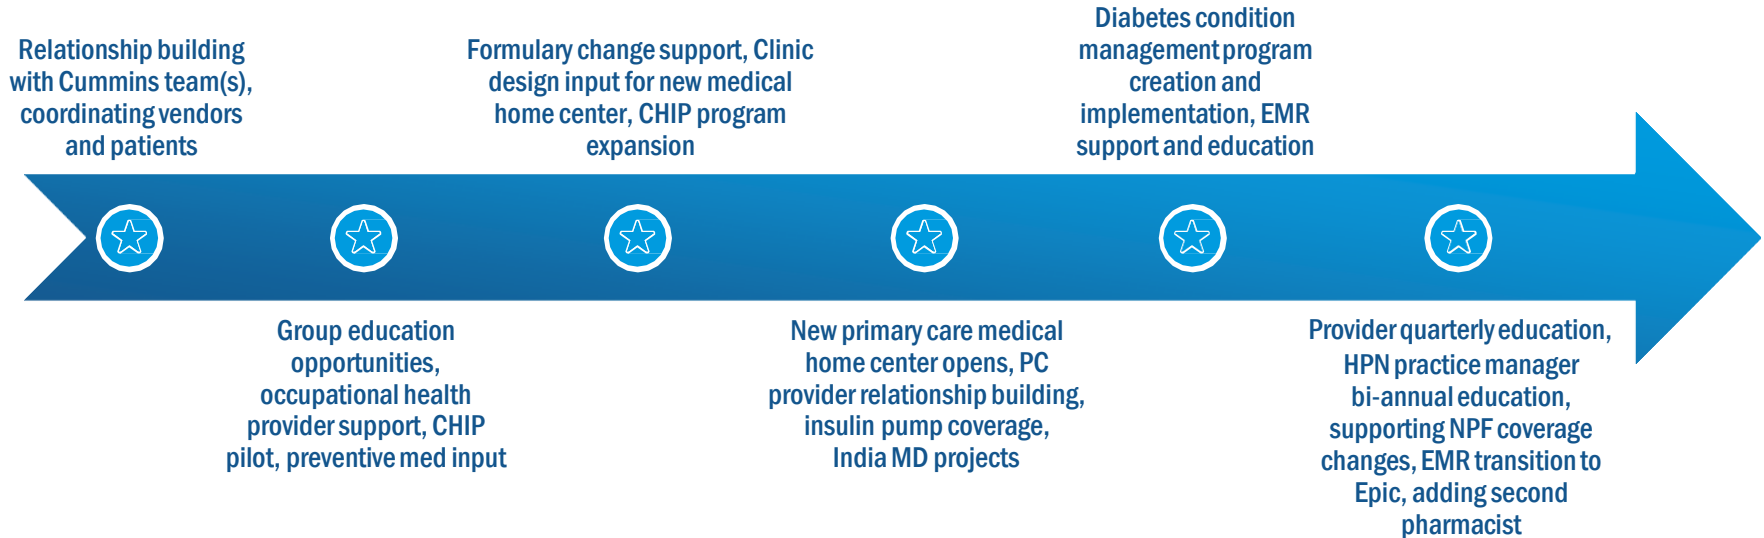 Relationship building
with Cummins team(s),
coordinating vendors
and patients
Group education
opportunities,
occupational health
provider support, CHIP
pilot, preventive med input
Formulary change support, Clinic
design input for new medical
home center, CHIP program
expansion
New primary care medical
home center opens, PC
provider relationship building,
insulin pump coverage,
India MD projects
Diabetes condition
management program
creation and
implementation, EMR
support and education
Provider quarterly education,
HPN practice manager
bi-annual education,
supporting NPF coverage
changes, EMR transition to
Epic, adding second
pharmacist